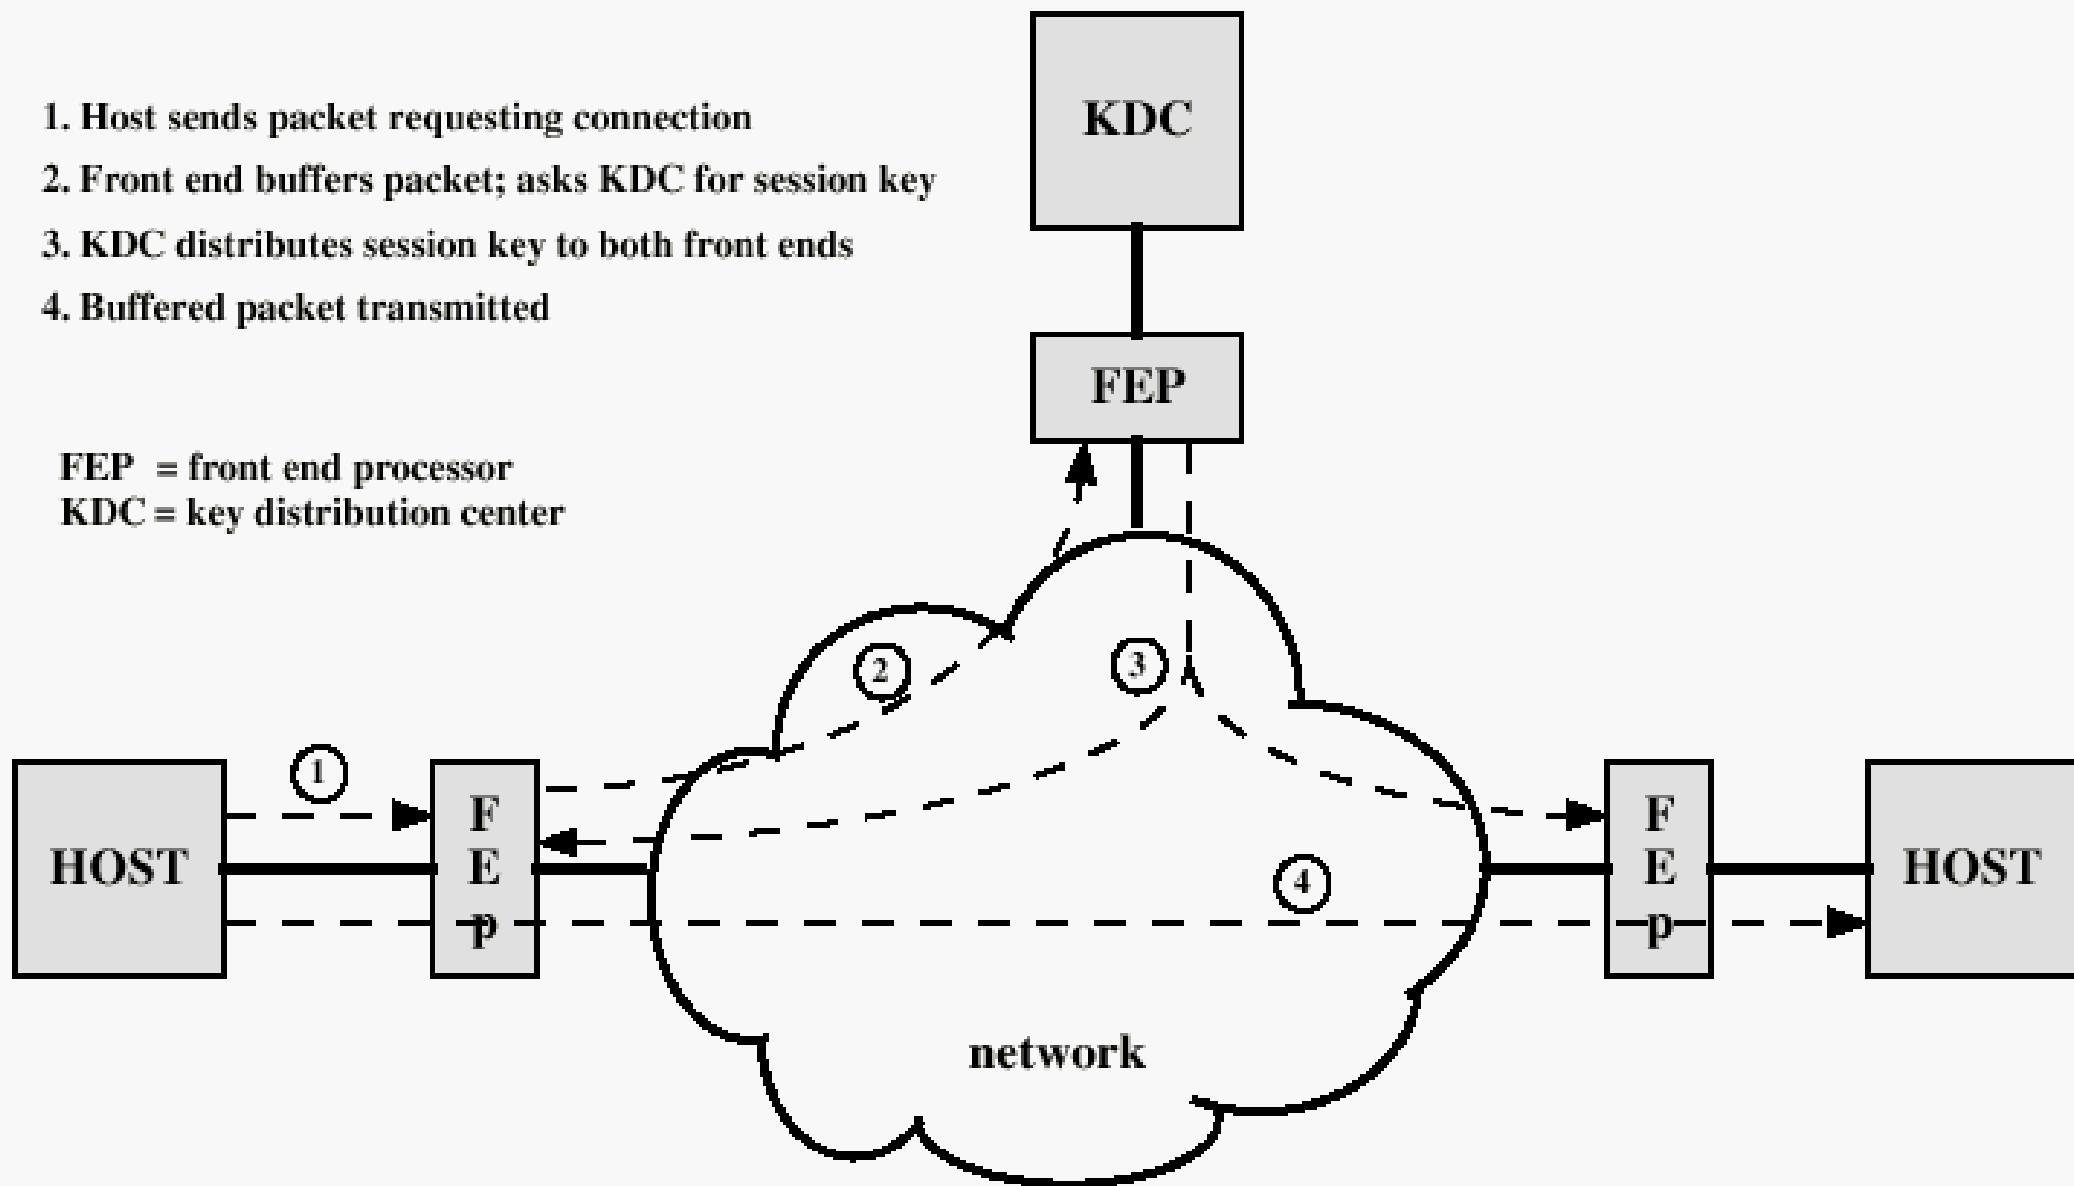 KDC
1. Host sends packet requesting connection
2. Front end buffers packet; asks KDC for session key
3. KDC distributes session key to both front ends
4. Buffered packet transmitted
FEP
FEP = front end processor
KDC = key distribution center
2
3
1
HOST
F
E
p
4
F
E
p
HOST
network